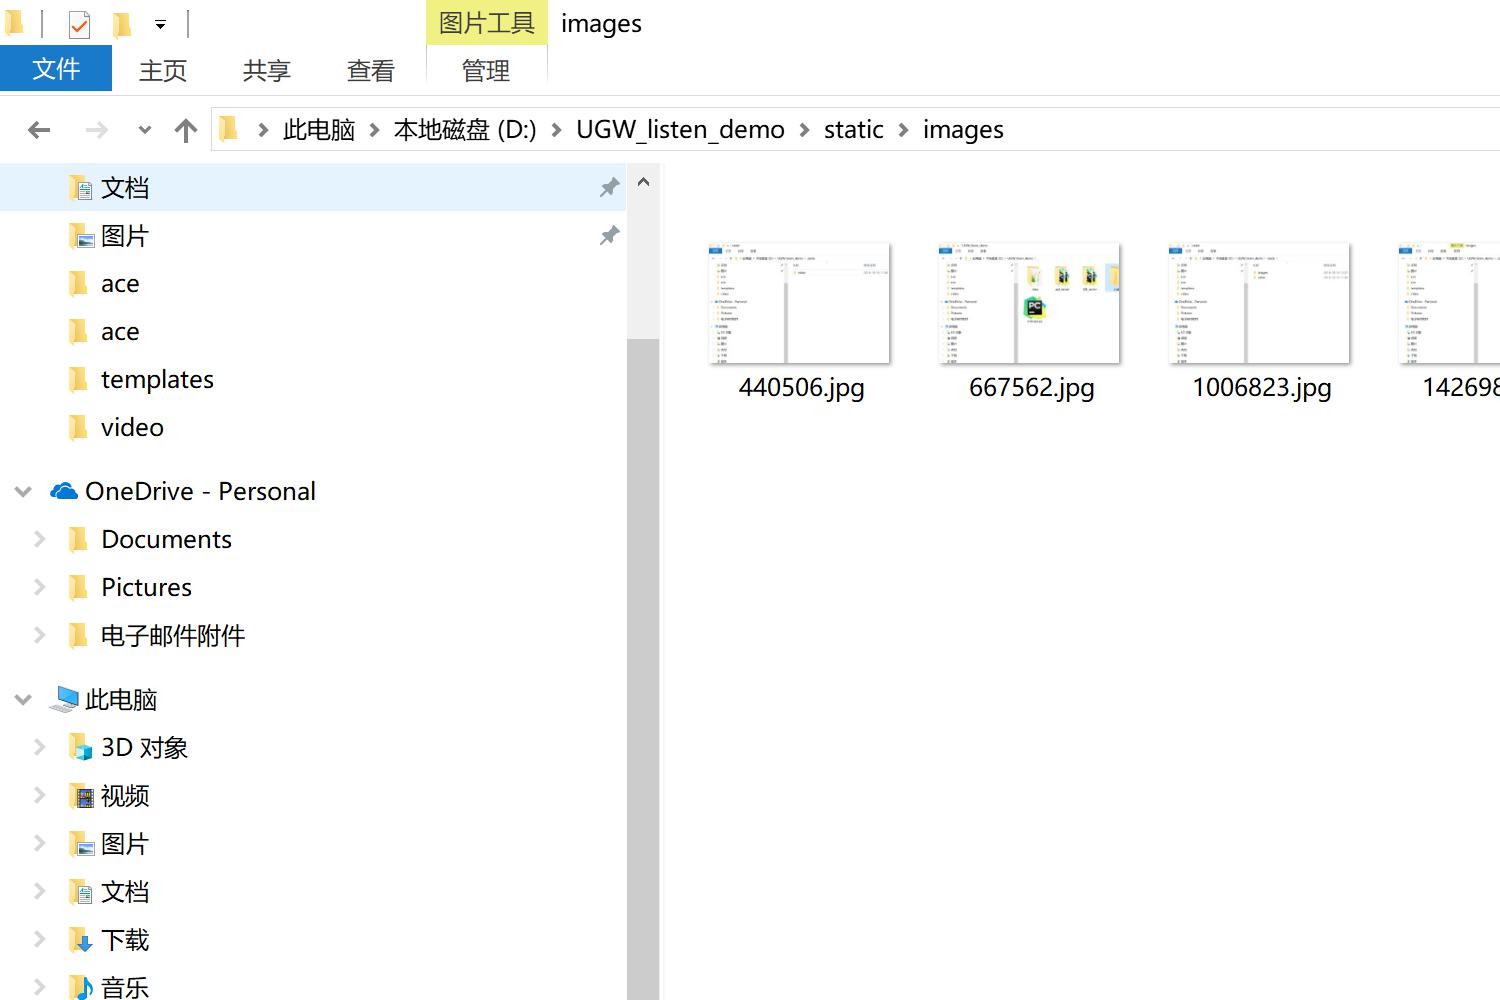 图片工具 images
文件 主页 共享 查看 管理
此电脑 本地磁盘 (D:) UGW_listen_demo static images
文档
图片
ace
ace
templates
video
OneDrive - Personal
Documents
Pictures
电子邮件附件
此电脑
3D 对象
视频
图片
文档
下载
音乐
440506.jpg 667562.jpg 1006823.jpg 142698